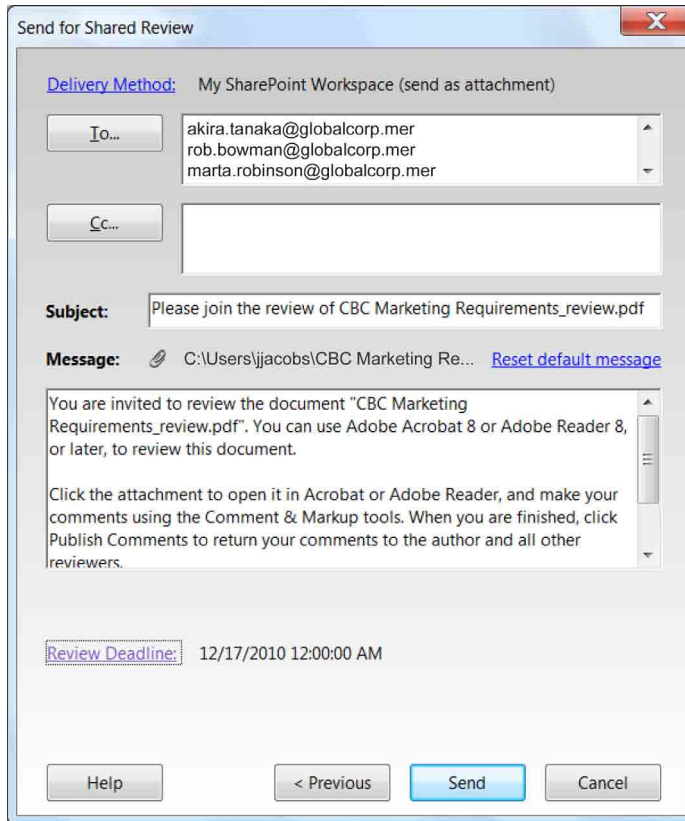 Send for Shared Review
X
Delivery Method: My SharePoint Workspace (send as attachment)
To...
akira.tanaka@globalcorp.mer
rob.bowman@globalcorp.mer
marta.robinson@globalcorp.mer
Cc...
Subject: Please join the review of CBC Marketing Requirements_review.pdf
Message: C:\Users\jjacobs\CBC Marketing Re... Reset default message
You are invited to review the document "CBC Marketing
Requirements_review.pdf". You can use Adobe Acrobat 8 or Adobe Reader 8,
or later, to review this document.
Click the attachment to open it in Acrobat or Adobe Reader, and make your
comments using the Comment & Markup tools. When you are finished, click
Publish Comments to return your comments to the author and all other
reviewers.
Review Deadline: 12/17/2010 12:00:00 AM
Help < Previous Send Cancel